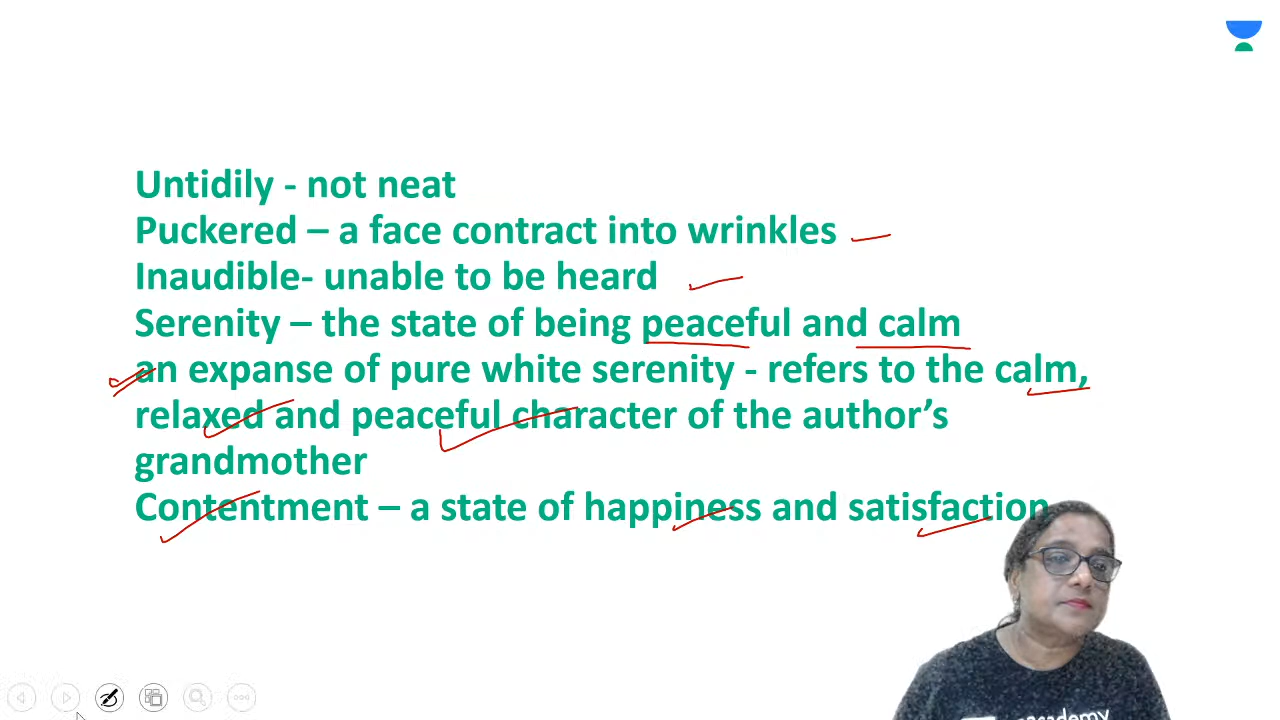 Untidily - not neat
Puckered – a face contract into wrinkles
Inaudible- unable to be heard
Serenity – the state of being peaceful and calm
an expanse of pure white serenity - refers to the calm,
relaxed and peaceful character of the author’s
grandmother
Contentment – a state of happiness and satisfaction